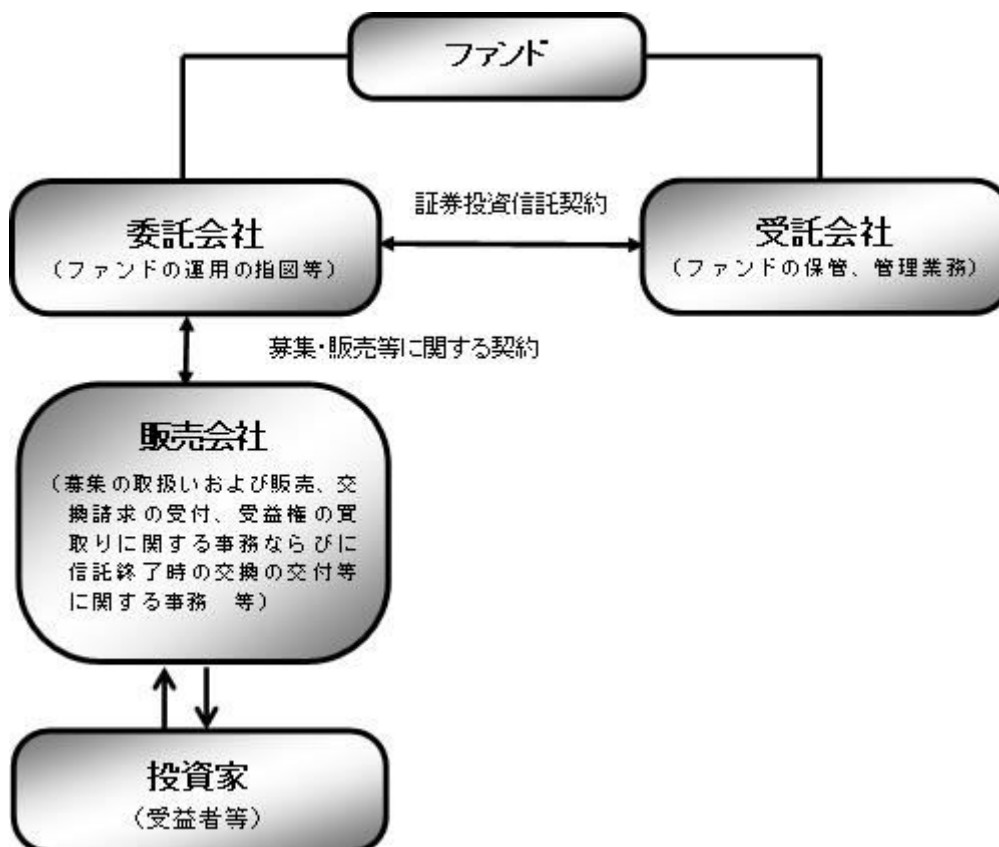 ファンド
証券投資信託契約
委託会社
(ファンドの運用の指図等)
受託会社
(ファンドの保管、管理業務)
募集・販売等に関する契約
販売会社
(募集の取扱いおよび販売、交
換請求の受付、受益権の買
取りに関する事務ならびに
信託終了時の交換の交付等
に関する事務 等)
投資家
(受益者等)